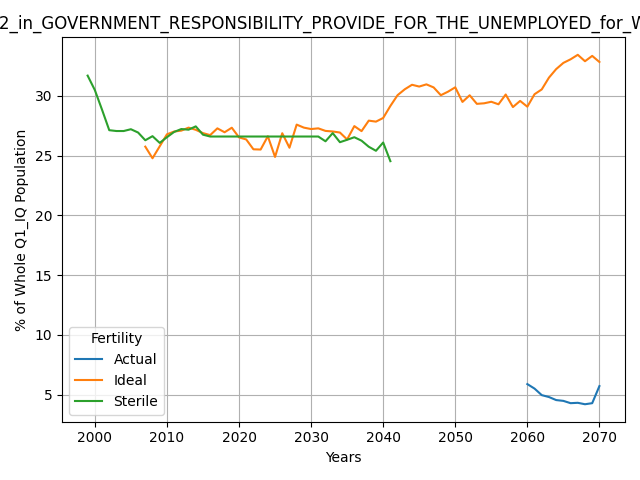 2_in_GOVERNMENT_RESPONSIBILITY_PROVIDE_FOR_THE_UNEMPLOYED_for_W
% of Whole Q1_IQ Population
30
25
20
15
10
5
Fertility
Actual
Ideal
Sterile
2000 2010 2020 2030 2040 2050 2060 2070
Years